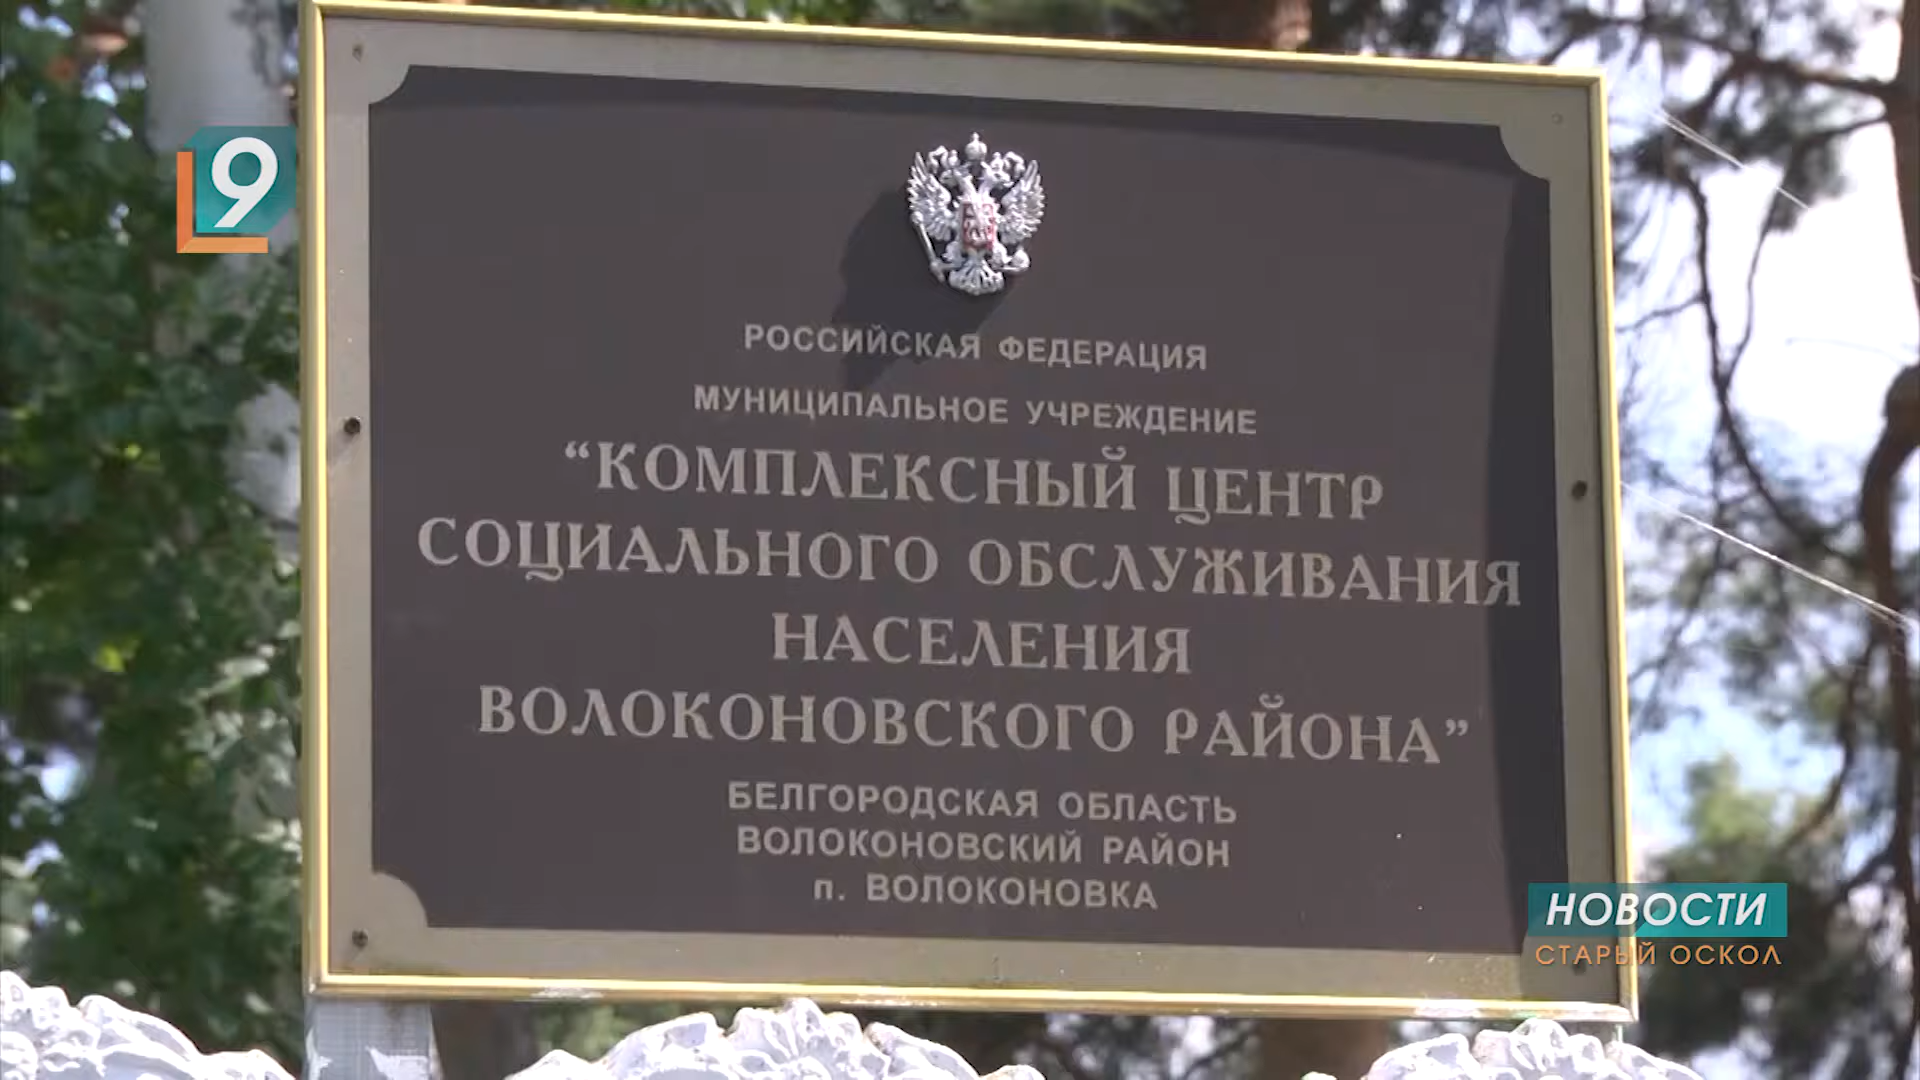 9
РОССИЙСКАЯ ФЕДЕРАЦИЯ
МУНИЦИПАЛЬНОЕ УЧРЕЖДЕНИЕ
“КОМПЛЕКСНЫЙ ЦЕНТР
СОЦИАЛЬНОГО ОБСЛУЖИВАНИЯ
НАСЕЛЕНИЯ
ВОЛОКОНОВСКОГО РАЙОНА”
БЕЛГОРОДСКАЯ ОБЛАСТЬ
ВОЛОКОНОВСКИЙ РАЙОН
п. ВОЛОКОНОВКА
НОВОСТИ
СТАРЫЙ ОСКОЛ